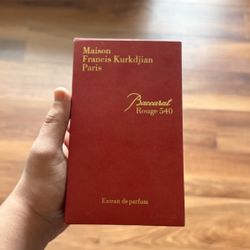 Maison
Francis Kurkdjian
Paris
Baccarat
Rouge 540
Extrait de parfum